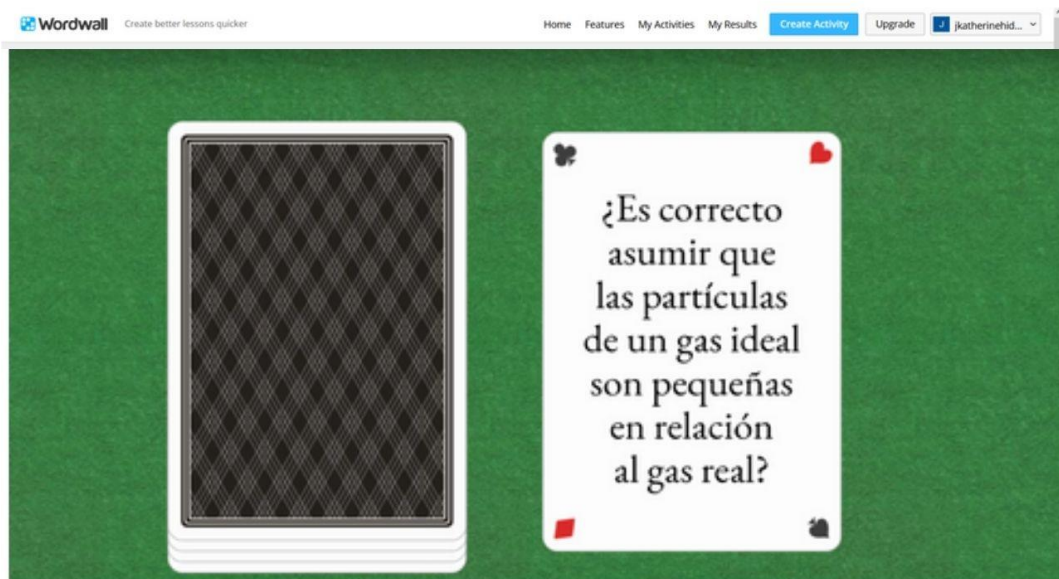 Wordwall Create better lessons quicker Home Features My Activities My Results Create Activity Upgrade J jkatherinehid...
¿Es correcto
asumir que
las partículas
de un gas ideal
son pequeñas
en relación
al gas real?